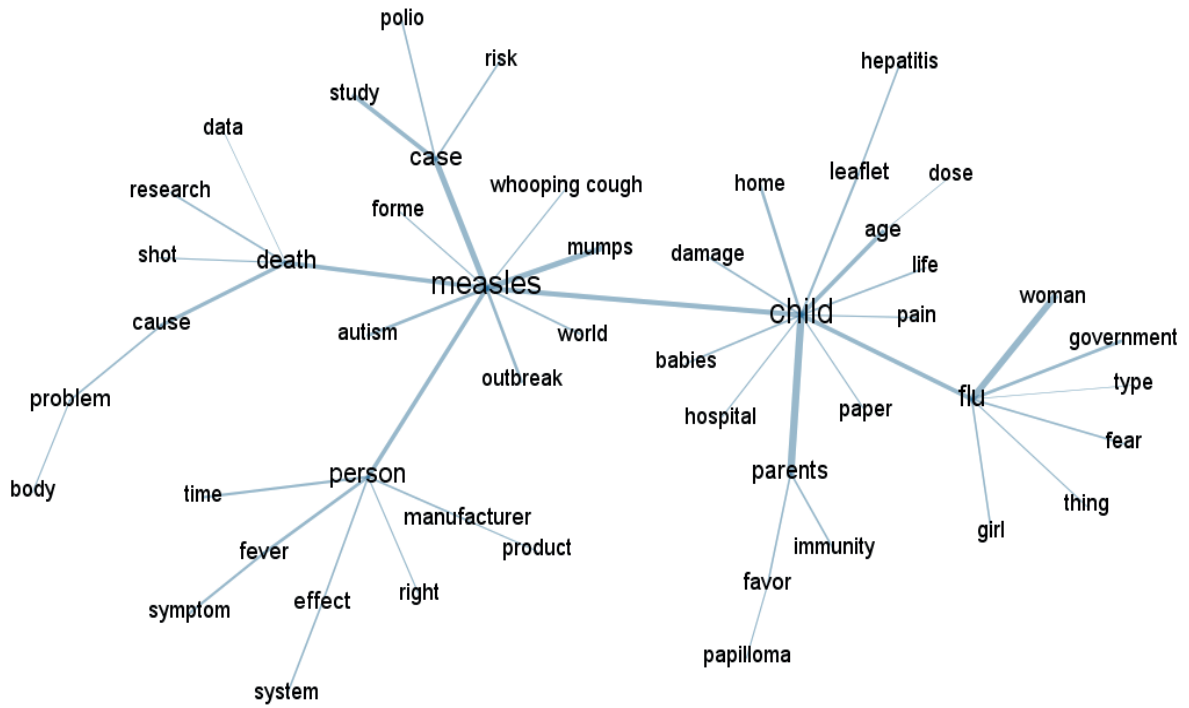 polio
risk
hepatitis
study
data
case
whooping cough
home
leaflet
dose
research
forme
age
mumps
damage
life
shot
death
measles
child
pain
woman
cause
autism
world
government
babies
outbreak
type
problem
flu
hospital
paper
fear
body
time
person
parents
thing
manufacturer
product
immunity
girl
fever
favor
symptom
effect
right
papilloma
system